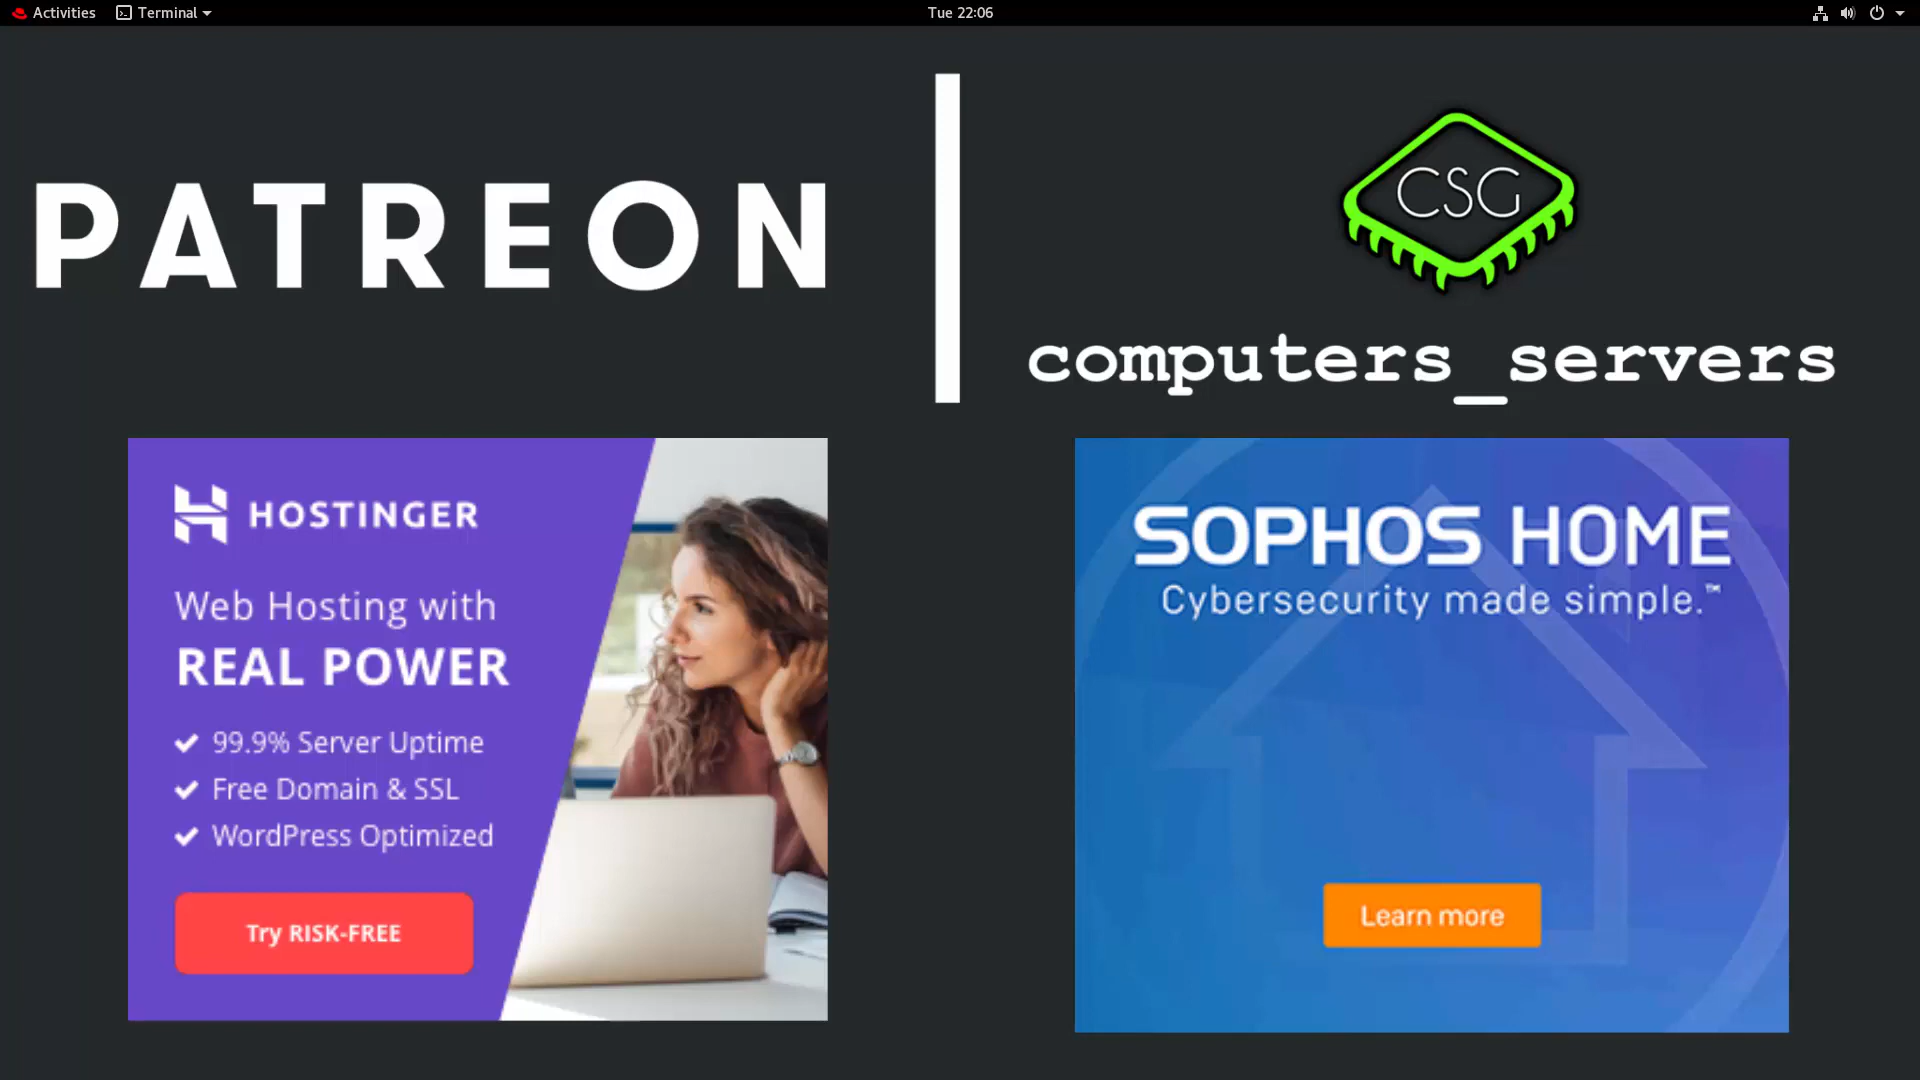 Activities
Terminal
Tue 22:06
PATREON
CSG
computers_servers
HOSTINGER
Web Hosting with
REAL POWER
99.9% Server Uptime
Free Domain & SSL
WordPress Optimized
Try RISK-FREE
SOPHOS HOME
Cybersecurity made simple.™
Learn more